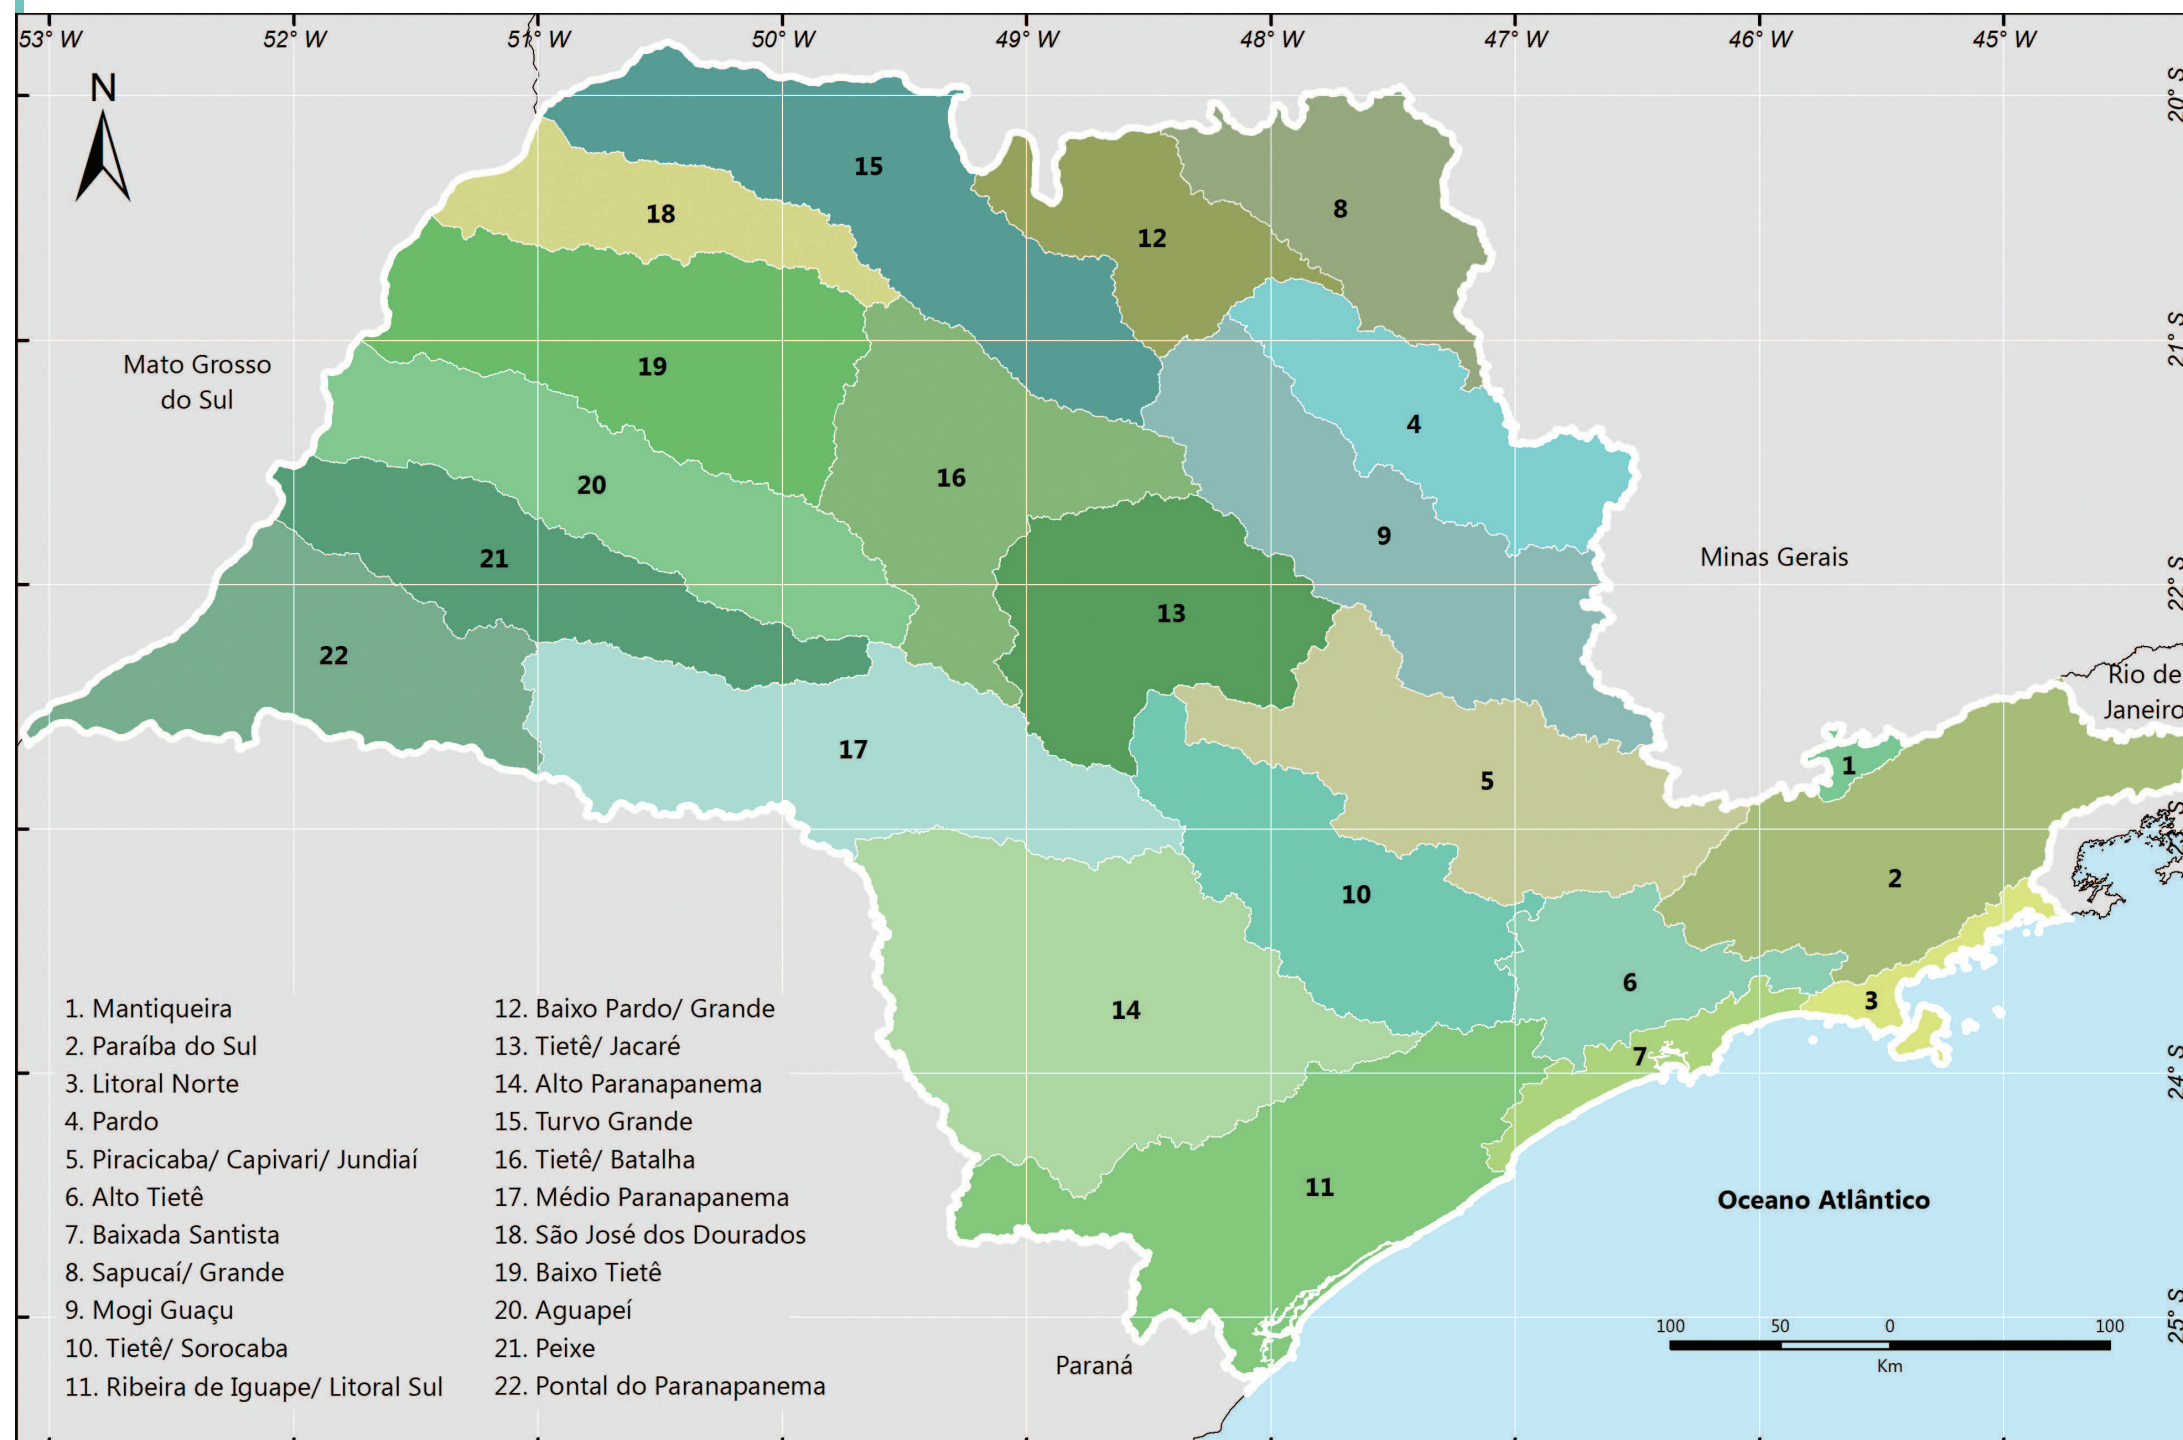 53° W 52° W 51° W 50° W 49° W 48° W 47° W 46° W 45° W
N
20° S
15
18
8
12
21° S
Mato Grosso
do Sul
19
4
16
20
9
21
Minas Gerais
22° S
13
22
Rio de
Janeiro
17
1
5
23° S
2
10
6
3
14
7
24° S
11
Oceano Atlântico
25° S
Paraná
1. Mantiqueira
2. Paraíba do Sul
3. Litoral Norte
4. Pardo
5. Piracicaba/ Capivari/ Jundiaí
6. Alto Tietê
7. Baixada Santista
8. Sapucaí/ Grande
9. Mogi Guaçu
10. Tietê/ Sorocaba
11. Ribeira de Iguape/ Litoral Sul
12. Baixo Pardo/ Grande
13. Tietê/ Jacaré
14. Alto Paranapanema
15. Turvo Grande
16. Tietê/ Batalha
17. Médio Paranapanema
18. São José dos Dourados
19. Baixo Tietê
20. Aguapeí
21. Peixe
22. Pontal do Paranapanema
100 50 0 100
Km